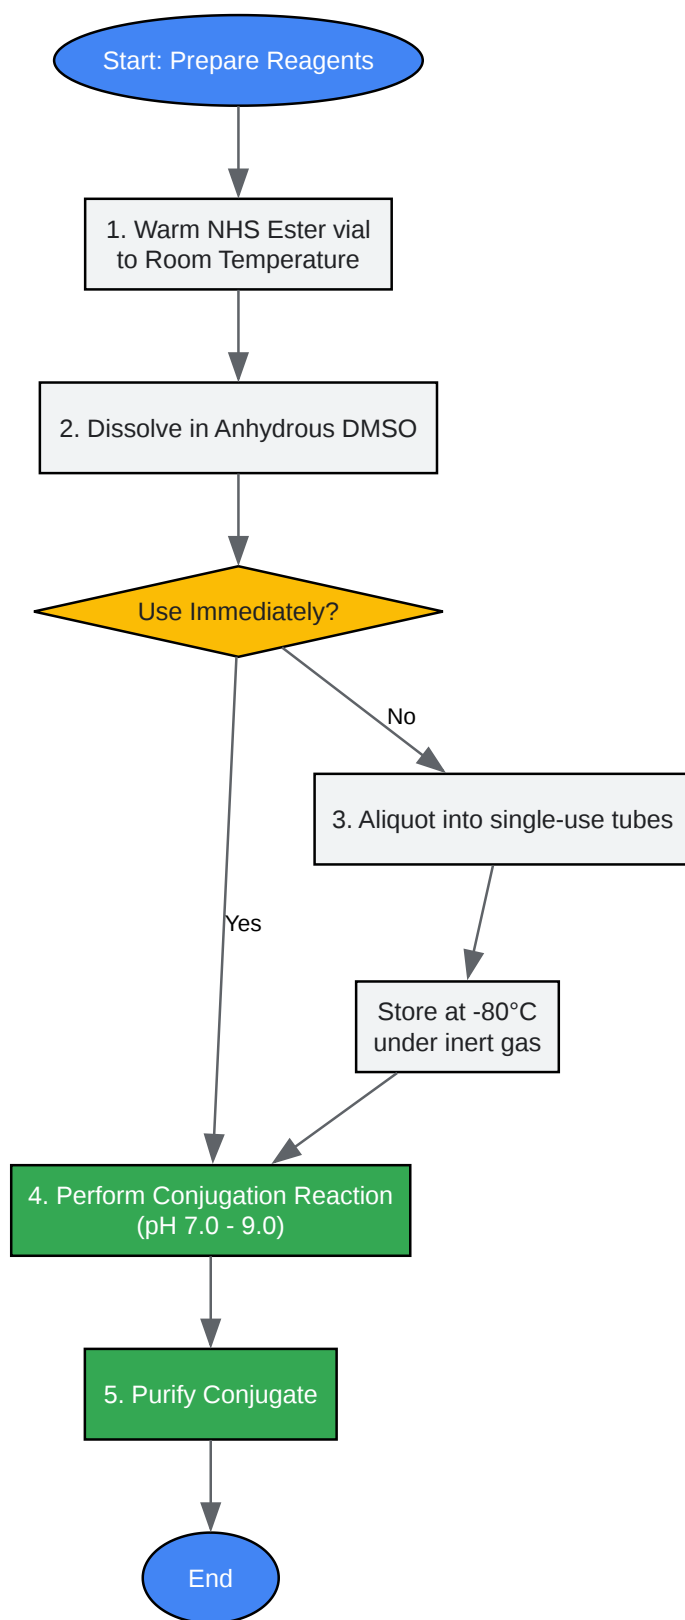 Start: Prepare Reagents
1. Warm NHS Ester vial
to Room Temperature
2. Dissolve in Anhydrous DMSO
Use Immediately?
No
3. Aliquot into single-use tubes
Yes
Store at -80°C
under inert gas
4. Perform Conjugation Reaction
(pH 7.0 - 9.0)
5. Purify Conjugate
End